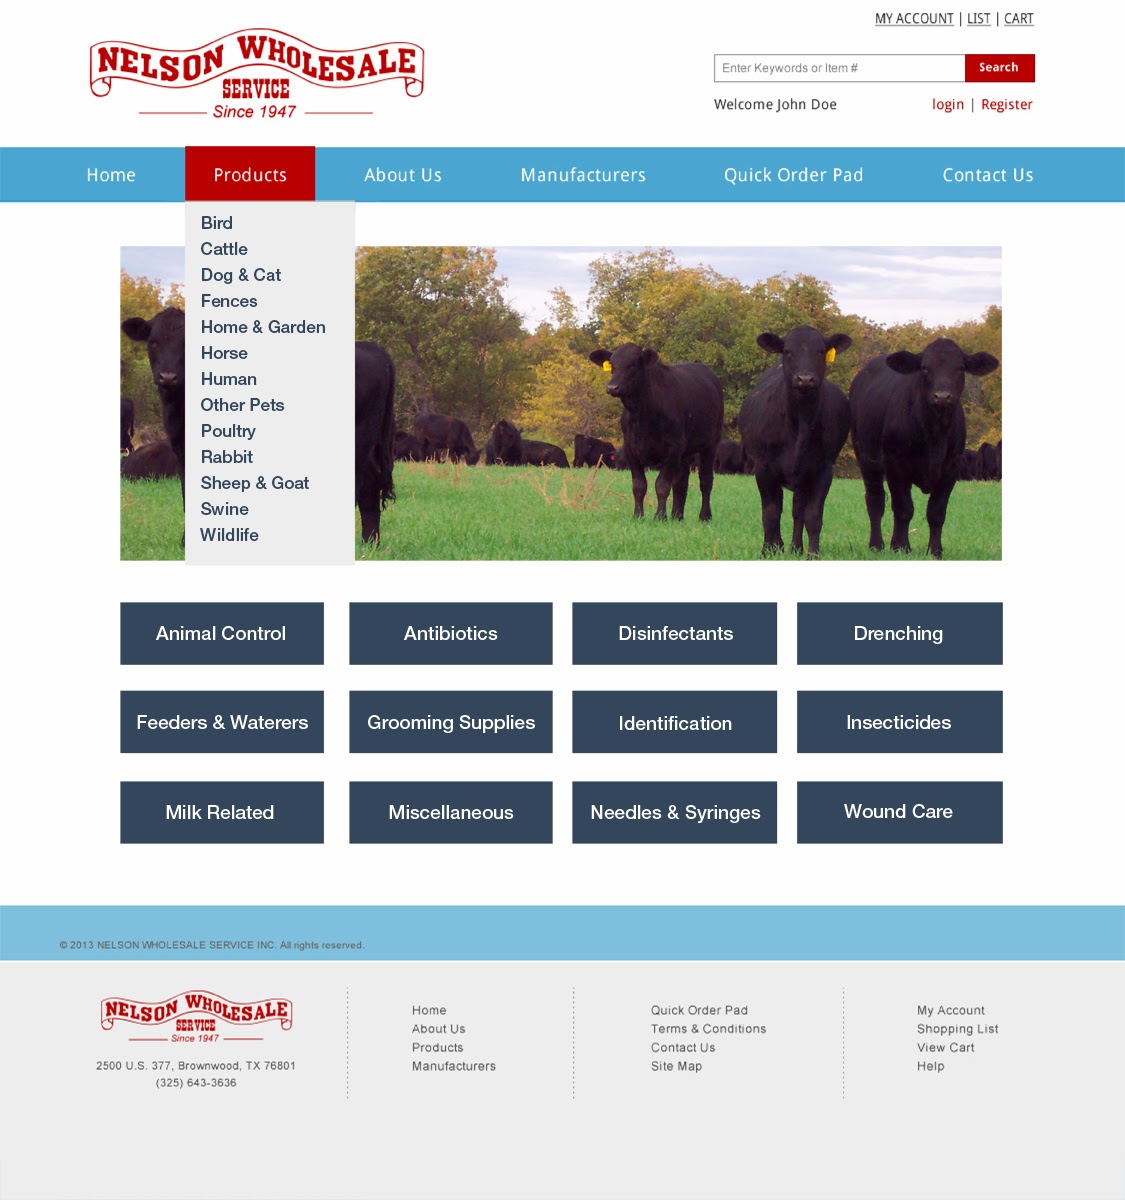 MY ACCOUNT | LIST | CART
NELSON WHOLESALE
SERVICE
Since 1947
Enter Keywords or Item #
Search
Welcome John Doe
login | Register
Home
Products
About Us
Manufacturers
Quick Order Pad
Contact Us
Bird
Cattle
Dog & Cat
Fences
Home & Garden
Horse
Human
Other Pets
Poultry
Rabbit
Sheep & Goat
Swine
Wildlife
Animal Control
Antibiotics
Disinfectants
Drenching
Feeders & Waterers
Grooming Supplies
Identification
Insecticides
Milk Related
Miscellaneous
Needles & Syringes
Wound Care
© 2013 NELSON WHOLESALE SERVICE INC. All rights reserved.
NELSON WHOLESALE
SERVICE
Since 1947
2500 U.S. 377, Brownwood, TX 76801
(325) 643-3636
Home
About Us
Products
Manufacturers
Quick Order Pad
Terms & Conditions
Contact Us
Site Map
My Account
Shopping List
View Cart
Help